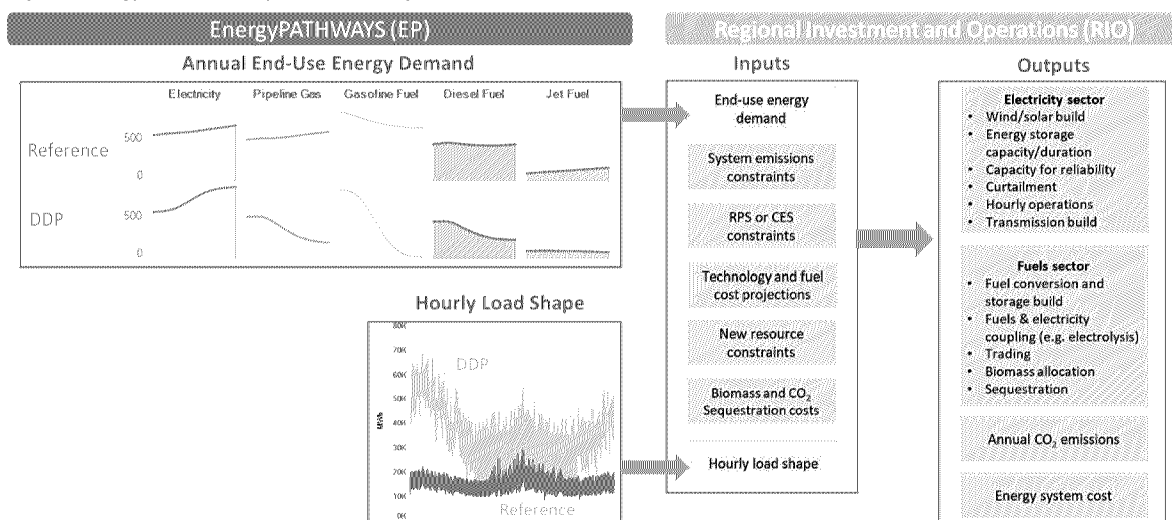 EnergyPATHWAYS (EP)
Regional Investment and Operations (RIO)
Annual End-Use Energy Demand
Electricity
Pipeline Gas
Gasoline Fuel
Diesel Fuel
Jet Fuel
Reference
500
0
DDP
500
0
Hourly Load Shape
80K
70K
60K
50K
40K
30K
20K
10K
0K
DDP
Reference
Inputs
End-use energy
demand
System emissions
constraints
RPS or CES
constraints
Technology and fuel
cost projections
New resource
constraints
Biomass and CO₂
Sequestration costs
Hourly load shape
Outputs
Electricity sector
• Wind/solar build
• Energy storage
capacity/duration
• Capacity for reliability
• Curtailment
• Hourly operations
• Transmission build
Fuels sector
• Fuel conversion and
storage build
• Fuels & electricity
coupling (e.g. electrolysis)
• Trading
• Biomass allocation
• Sequestration
Annual CO₂ emissions
Energy system cost